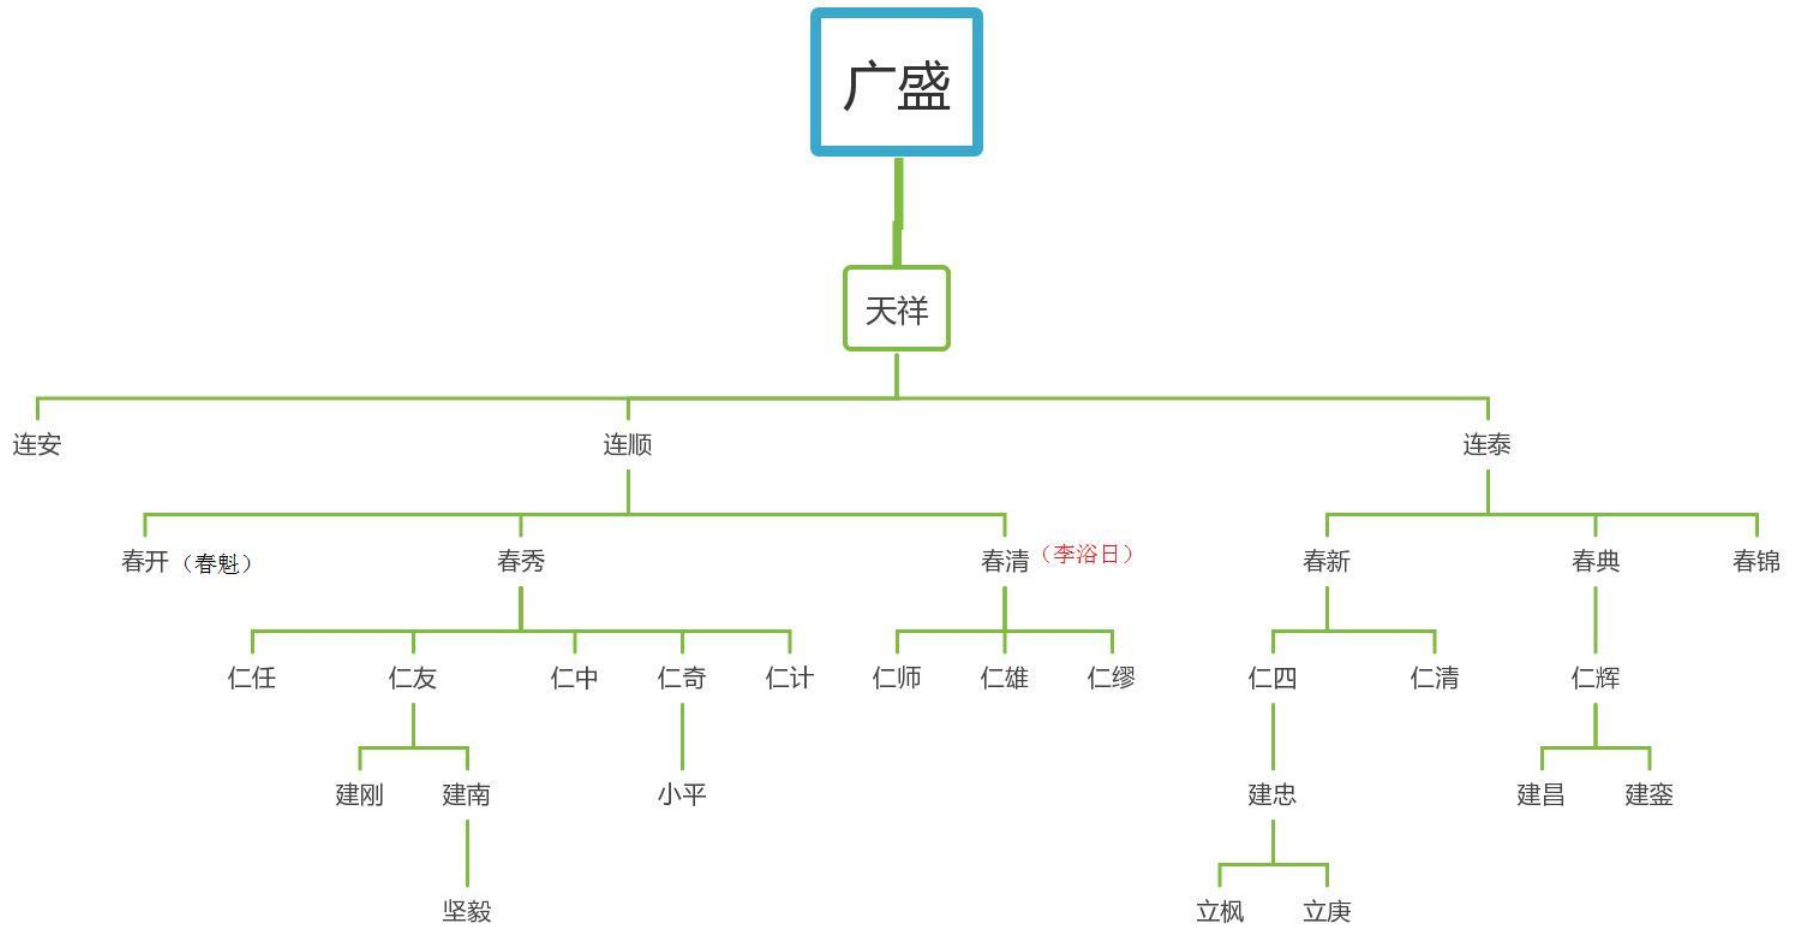 广盛
天祥
连安 连顺 连泰
春开（春魁） 春秀 春清（李浴日） 春新 春典 春锦
仁任 仁友 仁中 仁奇 仁计 仁师 仁雄 仁缪 仁四 仁清 仁辉
建刚 建南 小平 建忠 建昌 建銮
坚毅 立枫 立庚